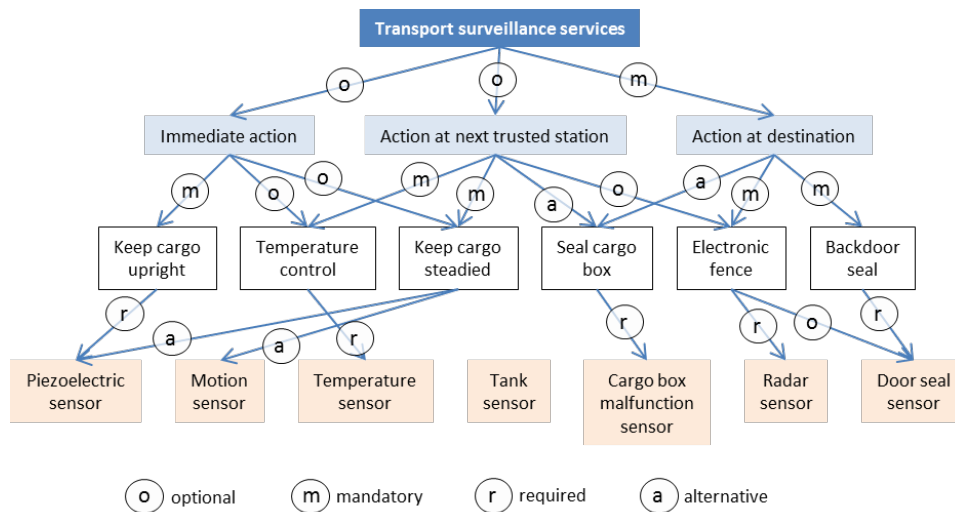 Transport surveillance services
o
o
m
Immediate action
Action at next trusted station
Action at destination
m
o
o
m
m
a
o
a
m
m
Keep cargo
upright
Temperature
control
Keep cargo
steadied
Seal cargo
box
Electronic
fence
Backdoor
seal
r
a
a
r
r
r
o
r
Piezoelectric
sensor
Motion
sensor
Temperature
sensor
Tank
sensor
Cargo box
malfunction
sensor
Radar
sensor
Door seal
sensor
o optional
m mandatory
r required
a alternative